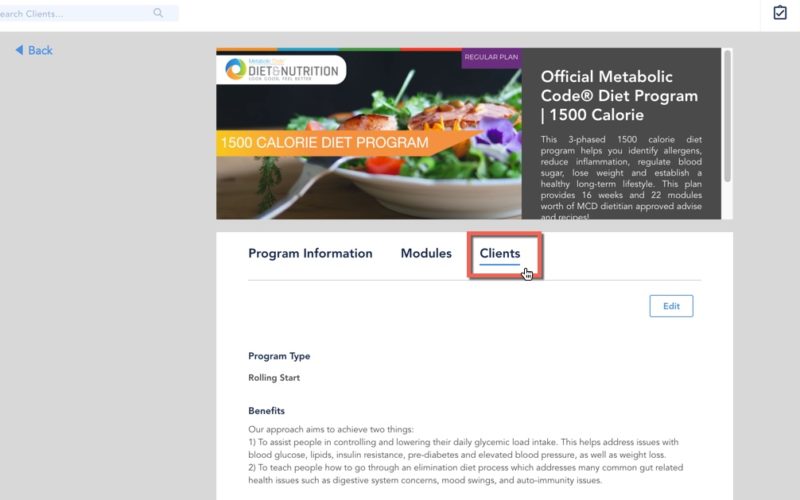 earch Clients...
Back
Metabolic Code
DIET&NUTRITION
LOOK GOOD, FEEL BETTER
REGULAR PLAN
1500 CALORIE DIET PROGRAM
Official Metabolic
Code® Diet Program
| 1500 Calorie
This 3-phased 1500 calorie diet
program helps you identify allergens,
reduce inflammation, regulate blood
sugar, lose weight and establish a
healthy long-term lifestyle. This plan
provides 16 weeks and 22 modules
worth of MCD dietitian approved advise
and recipes!
Program Information Modules Clients
Edit
Program Type
Rolling Start
Benefits
Our approach aims to achieve two things:
1) To assist people in controlling and lowering their daily glycemic load intake. This helps address issues with
blood glucose, lipids, insulin resistance, pre-diabetes and elevated blood pressure, as well as weight loss.
2) To teach people how to go through an elimination diet process which addresses many common gut related
health issues such as digestive system concerns, mood swings, and auto-immunity issues.